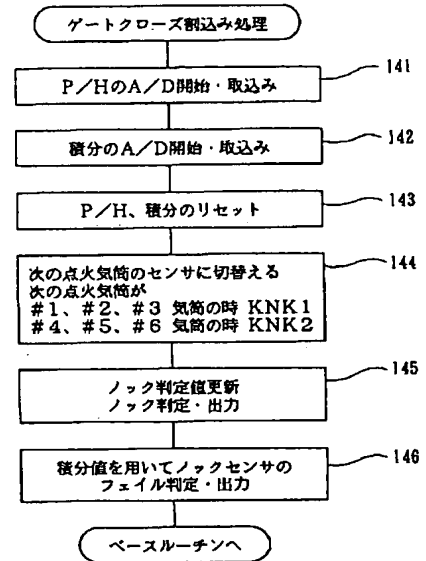 ゲートクローズ割込み処理
P/HのA/D開始・取込み
141
積分のA/D開始・取込み
142
P/H、積分のリセット
143
次の点火気筒のセンサに切替える
次の点火気筒が
#1、#2、#3 気筒の時 KNK1
#4、#5、#6 気筒の時 KNK2
144
ノック判定値更新
ノック判定・出力
145
積分値を用いてノックセンサの
フェイル判定・出力
146
ベースルーチンへ